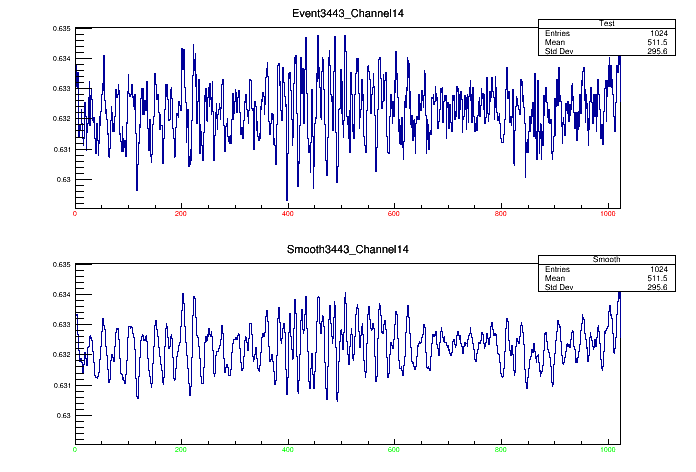 Event3443_Channel14
Test
Entries 1024
Mean 511.5
Std Dev 295.6
0.635
0.634
0.633
0.632
0.631
0.63
0 200 400 600 800 1000
Smooth3443_Channel14
Smooth
Entries 1024
Mean 511.5
Std Dev 295.6
0.635
0.634
0.633
0.632
0.631
0.63
0 200 400 600 800 1000